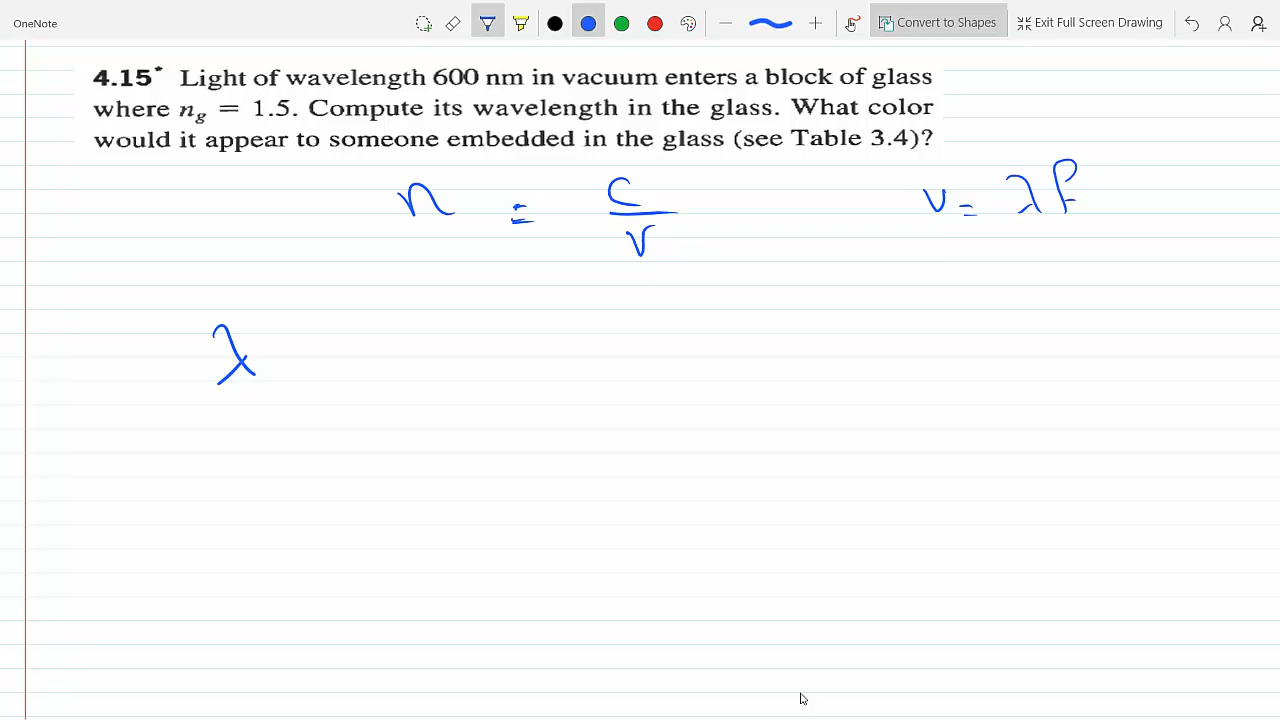 OneNote
Convert to Shapes
Exit Full Screen Drawing
4.15* Light of wavelength 600 nm in vacuum enters a block of glass
where n_g = 1.5. Compute its wavelength in the glass. What color
would it appear to someone embedded in the glass (see Table 3.4)?
n = c/v
v = λf
λ